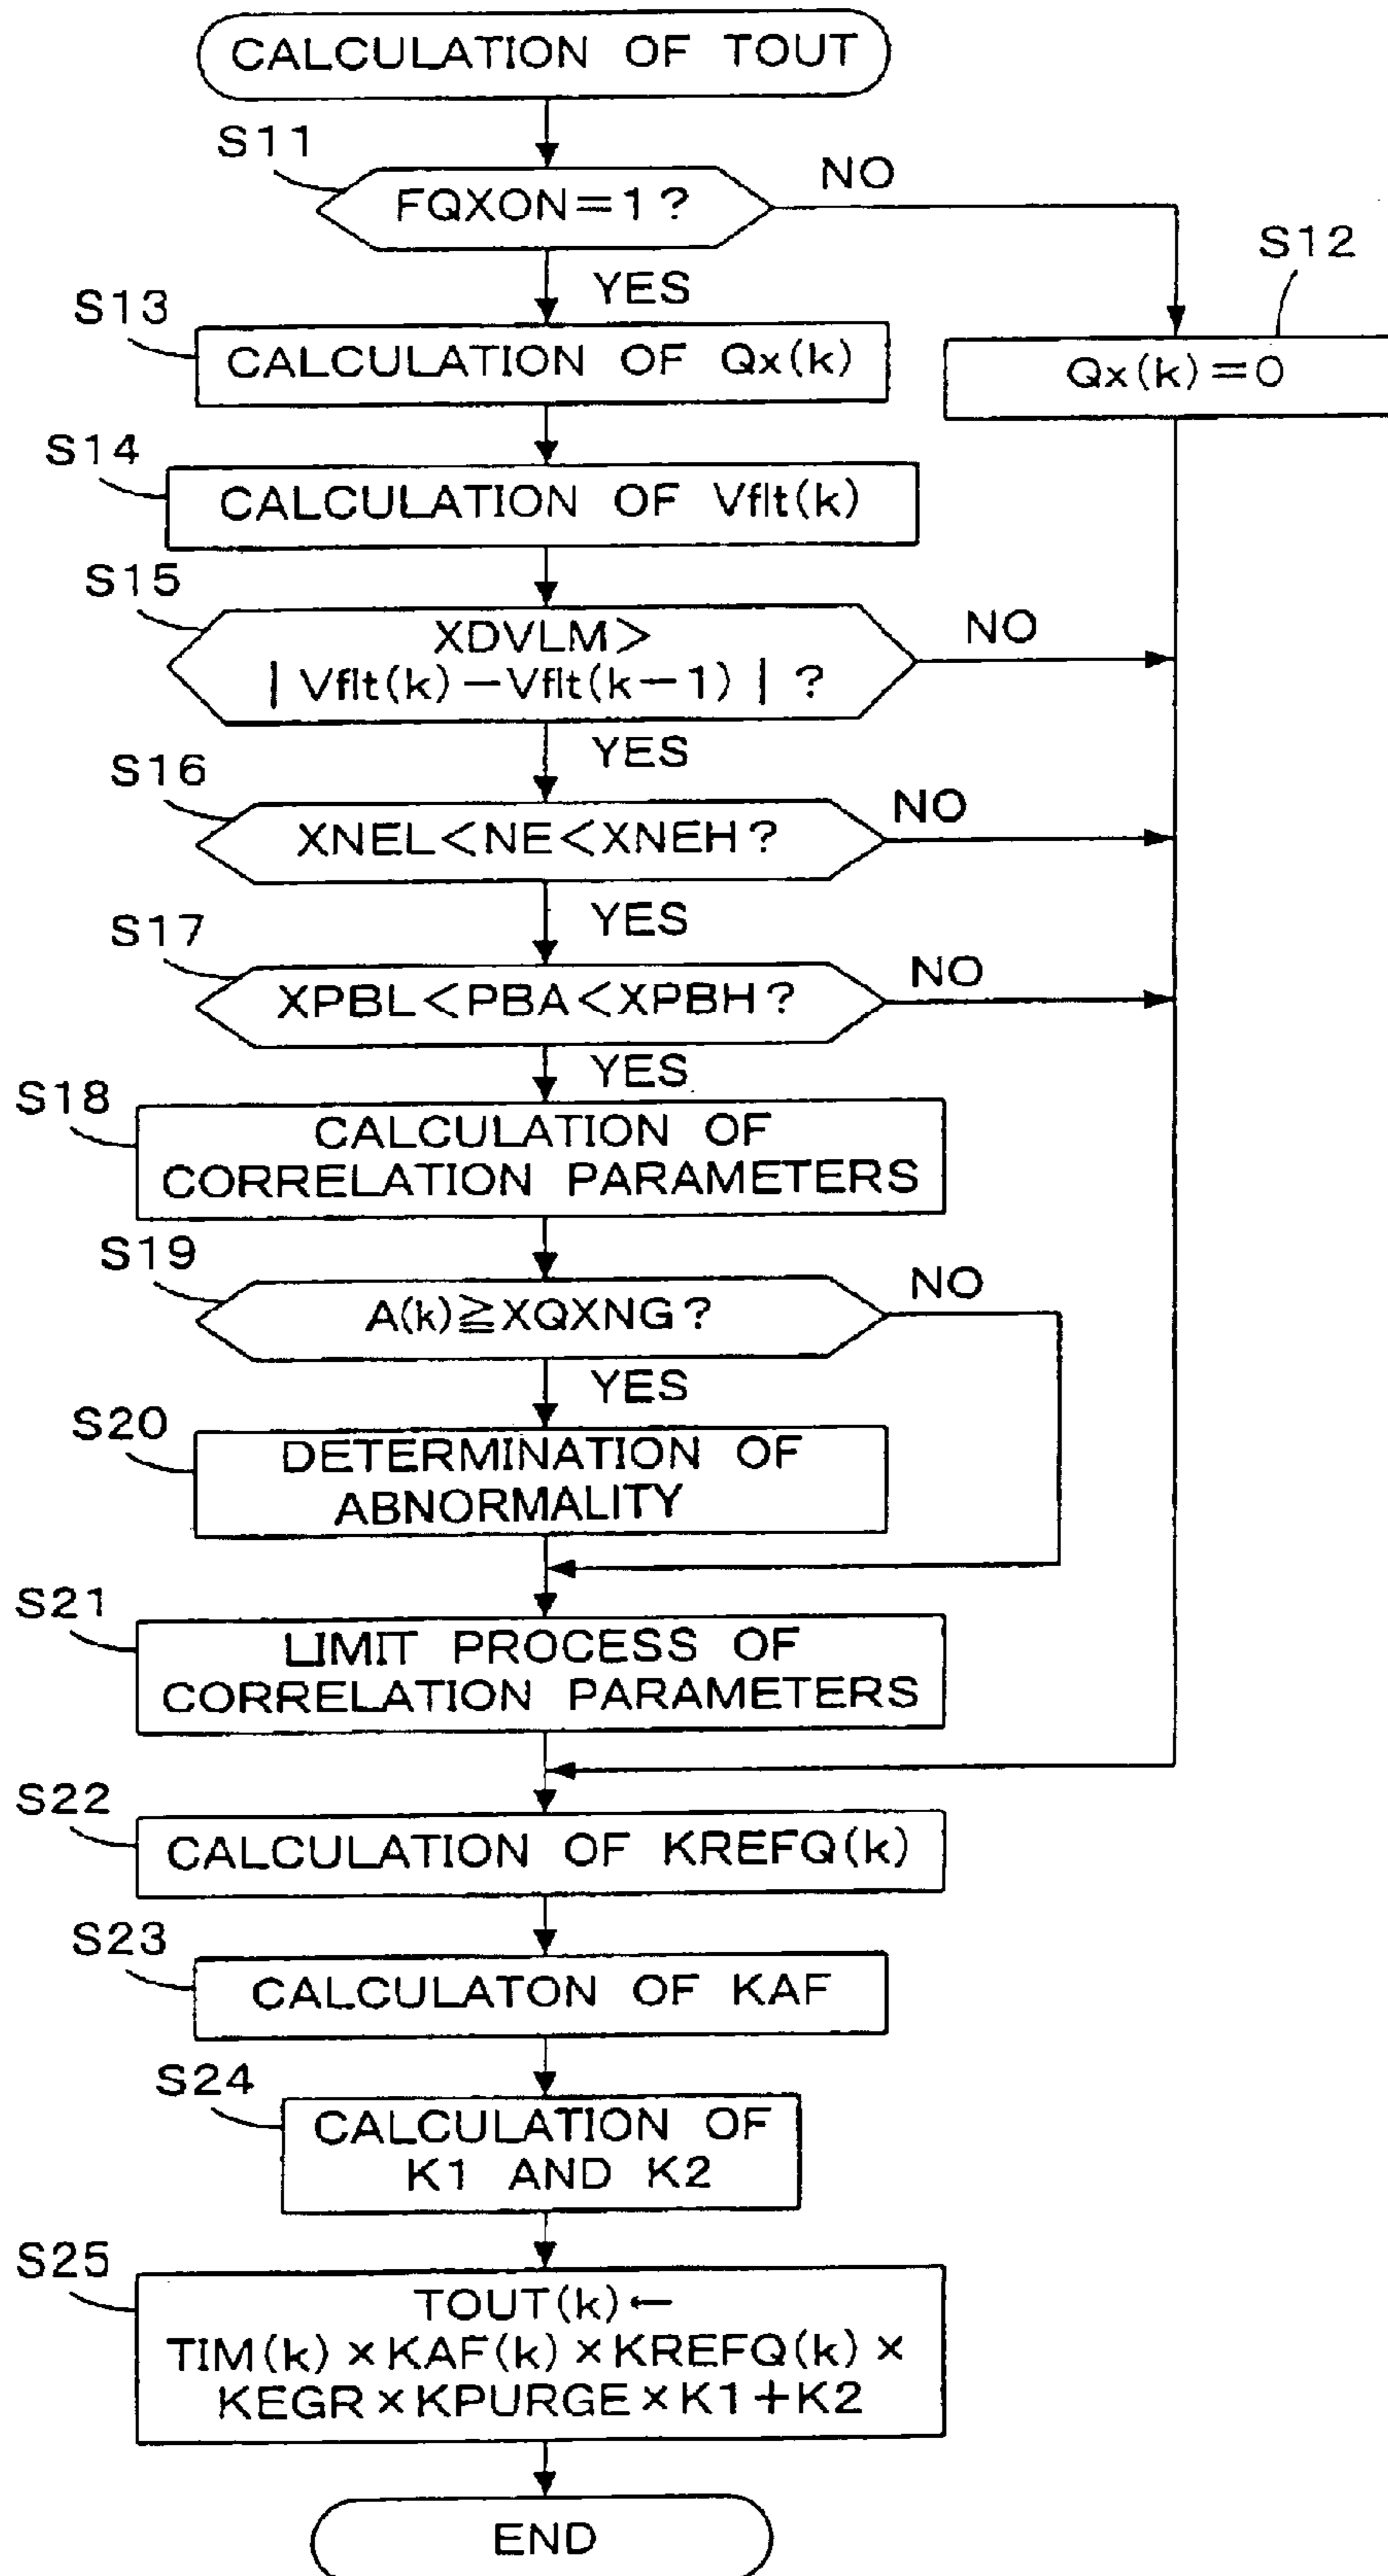 CALCULATION OF TOUT
S11
FQXON=1?
NO
S12
YES
S13
CALCULATION OF Qx(k)
Qx(k)=0
S14
CALCULATION OF Vflt(k)
S15
XDVLM>
|Vflt(k)-Vflt(k-1)|?
NO
YES
S16
XNEL<NE<XNEH?
NO
YES
S17
XPBL<PBA<XPBH?
NO
YES
S18
CALCULATION OF
CORRELATION PARAMETERS
S19
A(k)≧XQXNG?
NO
YES
S20
DETERMINATION OF
ABNORMALITY
S21
LIMIT PROCESS OF
CORRELATION PARAMETERS
S22
CALCULATION OF KREFQ(k)
S23
CALCULATON OF KAF
S24
CALCULATION OF
K1 AND K2
S25
TOUT(k)←
TIM(k)×KAF(k)×KREFQ(k)×
KEGR×KPURGE×K1+K2
END